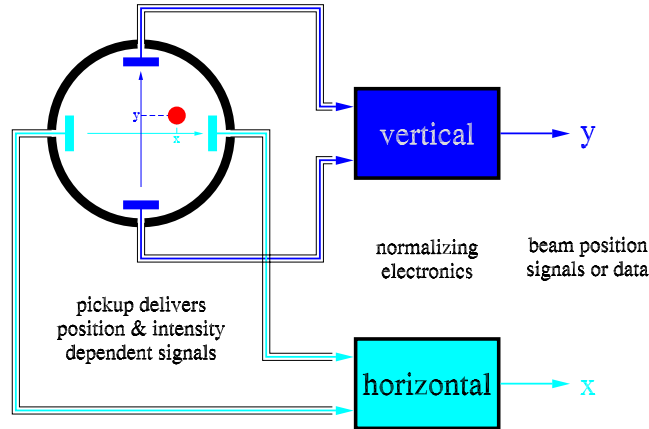 y
x
vertical
y
normalizing
electronics
beam position
signals or data
pickup delivers
position & intensity
dependent signals
horizontal
x